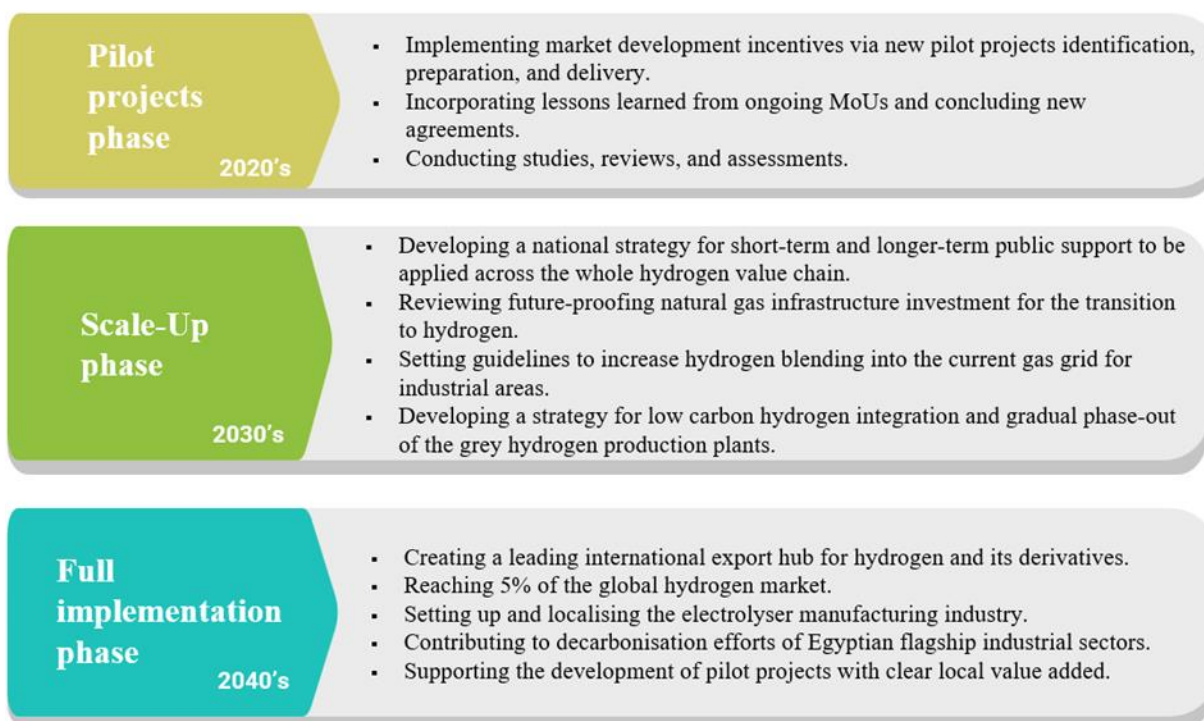 Pilot
projects
phase
2020's
▪ Implementing market development incentives via new pilot projects identification,
preparation, and delivery.
▪ Incorporating lessons learned from ongoing MoUs and concluding new
agreements.
▪ Conducting studies, reviews, and assessments.
Scale-Up
phase
2030's
▪ Developing a national strategy for short-term and longer-term public support to be
applied across the whole hydrogen value chain.
▪ Reviewing future-proofing natural gas infrastructure investment for the transition
to hydrogen.
▪ Setting guidelines to increase hydrogen blending into the current gas grid for
industrial areas.
▪ Developing a strategy for low carbon hydrogen integration and gradual phase-out
of the grey hydrogen production plants.
Full
implementation
phase
2040's
▪ Creating a leading international export hub for hydrogen and its derivatives.
▪ Reaching 5% of the global hydrogen market.
▪ Setting up and localising the electrolyser manufacturing industry.
▪ Contributing to decarbonisation efforts of Egyptian flagship industrial sectors.
▪ Supporting the development of pilot projects with clear local value added.